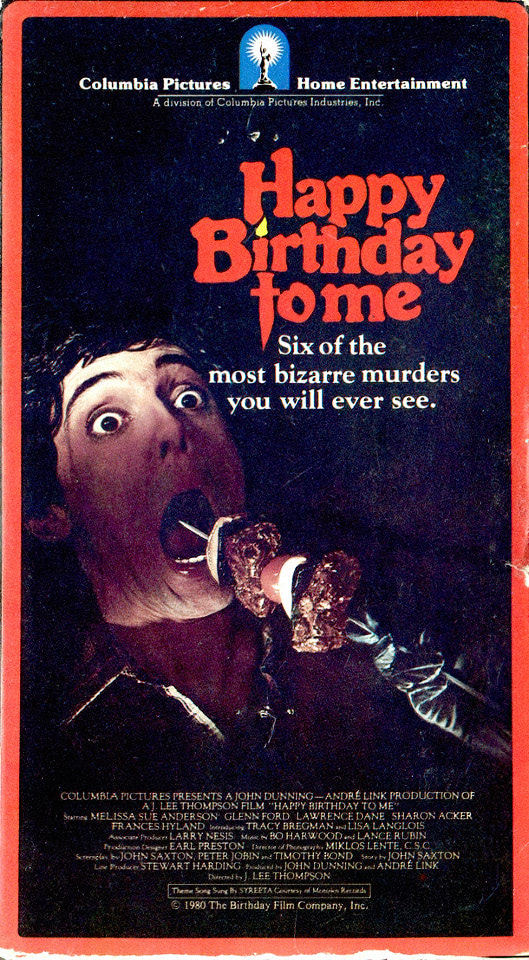 Columbia Pictures Home Entertainment
A division of Columbia Pictures Industries, Inc.
Happy
Birthday
to me
Six of the
most bizarre murders
you will ever see.
COLUMBIA PICTURES PRESENTS A JOHN DUNNING—ANDRÉ LINK PRODUCTION OF
A J. LEE THOMPSON FILM "HAPPY BIRTHDAY TO ME"
Starring MELISSA SUE ANDERSON GLENN FORD LAWRENCE DANE SHARON ACKER
FRANCES HYLAND Introducing TRACY BREGMAN and LISA LANGLOIS
Associate Producer LARRY NESIS Music by BO HARWOOD and LANCE RUBIN
Production Designer EARL PRESTON Director of Photography MIKLOS LENTE, C.S.C.
Screenplay by JOHN SAXTON, PETER JOBIN and TIMOTHY BOND Story by JOHN SAXTON
Line Producer STEWART HARDING Produced by JOHN DUNNING and ANDRÉ LINK
Directed by J. LEE THOMPSON
Theme Song Sung By SYREETA Courtesy of Motown Records
© 1980 The Birthday Film Company, Inc.